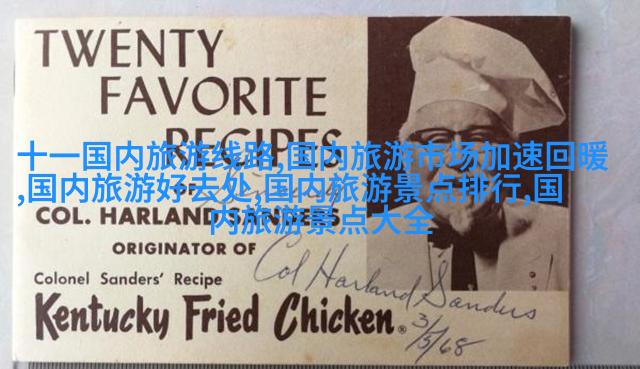 TWENTY
FAVORITE
RECIPES
十一国内旅游线路,国内旅游市场加速回暖
,国内旅游好去处,国内旅游景点排行,国
内旅游景点大全
COL. HARLAND SANDERS
ORIGINATOR OF
Col Harland Sanders
Colonel Sanders' Recipe
Kentucky Fried Chicken®
3/5/68